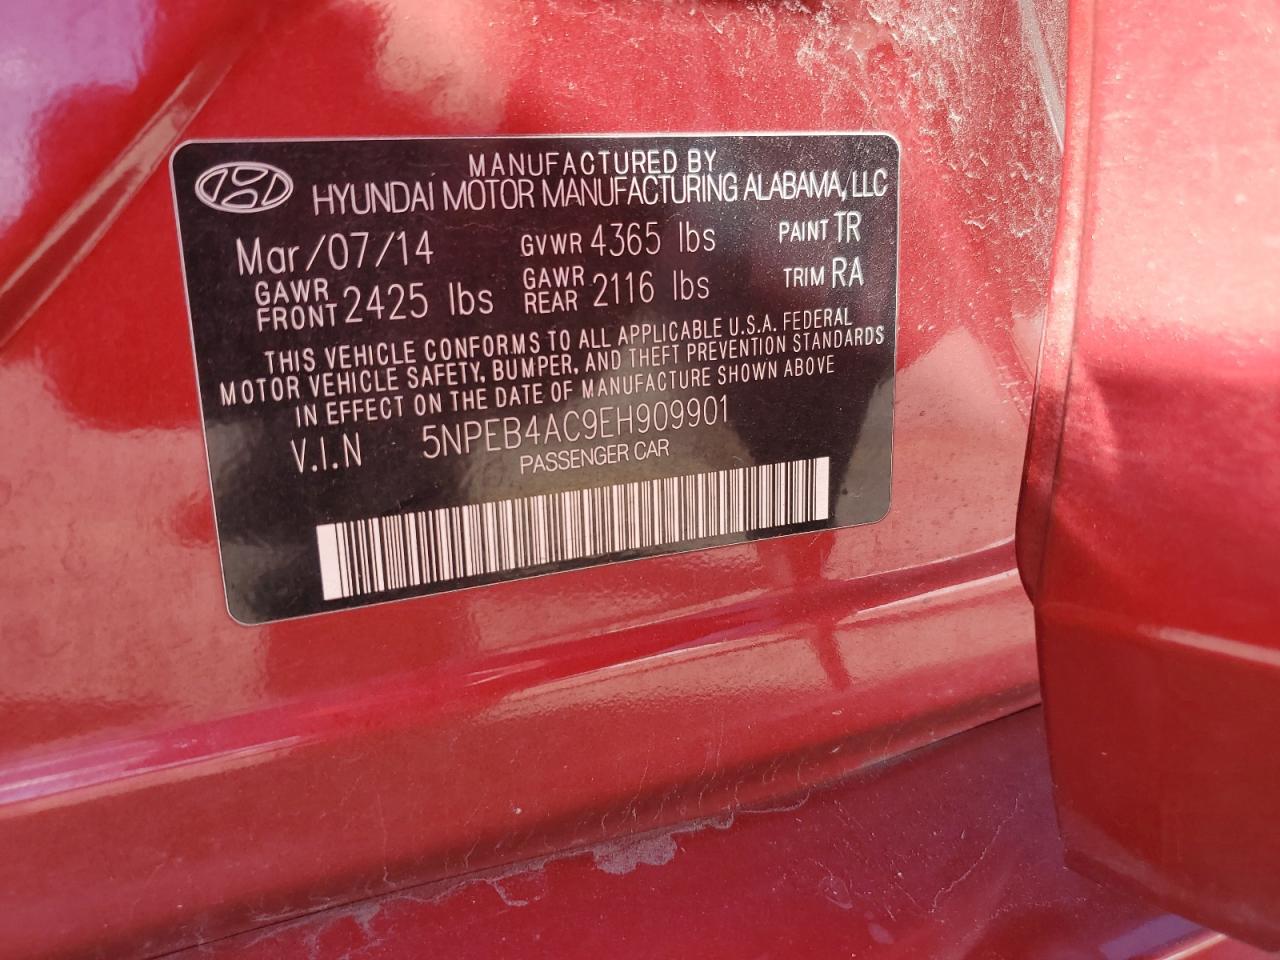 MANUFACTURED BY
HYUNDAI MOTOR MANUFACTURING ALABAMA, LLC
Mar/07/14 GVWR 4365 lbs PAINT TR
GAWR FRONT 2425 lbs GAWR REAR 2116 lbs TRIM RA
THIS VEHICLE CONFORMS TO ALL APPLICABLE U.S.A. FEDERAL
MOTOR VEHICLE SAFETY, BUMPER, AND THEFT PREVENTION STANDARDS
IN EFFECT ON THE DATE OF MANUFACTURE SHOWN ABOVE
V.I.N 5NPEB4AC9EH909901
PASSENGER CAR